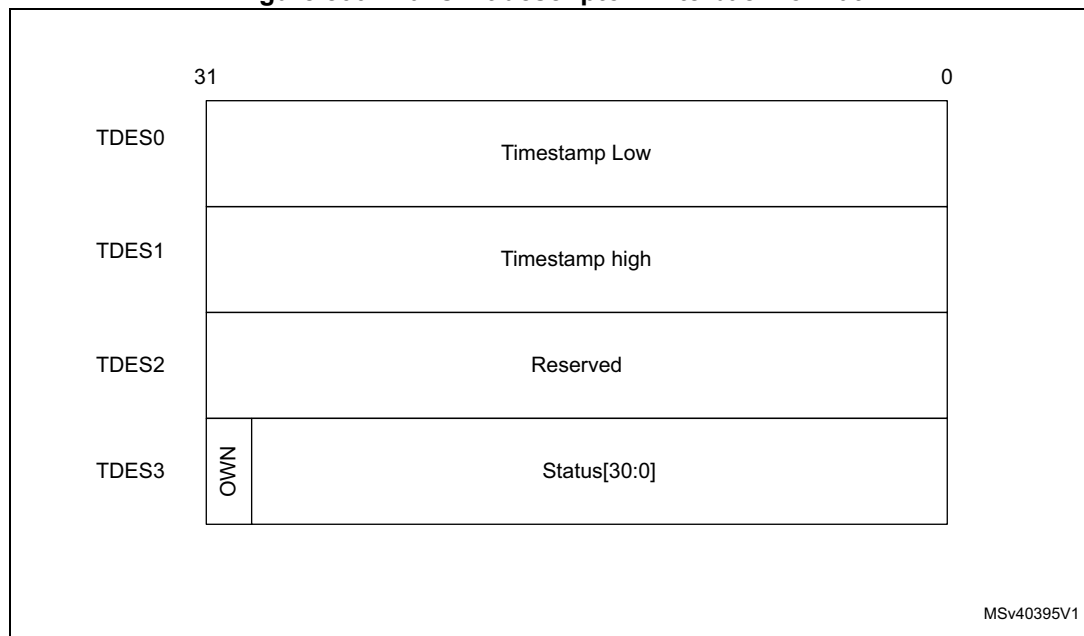 31 0
TDES0 Timestamp Low
TDES1 Timestamp high
TDES2 Reserved
TDES3 OWN Status[30:0]
MSv40395V1